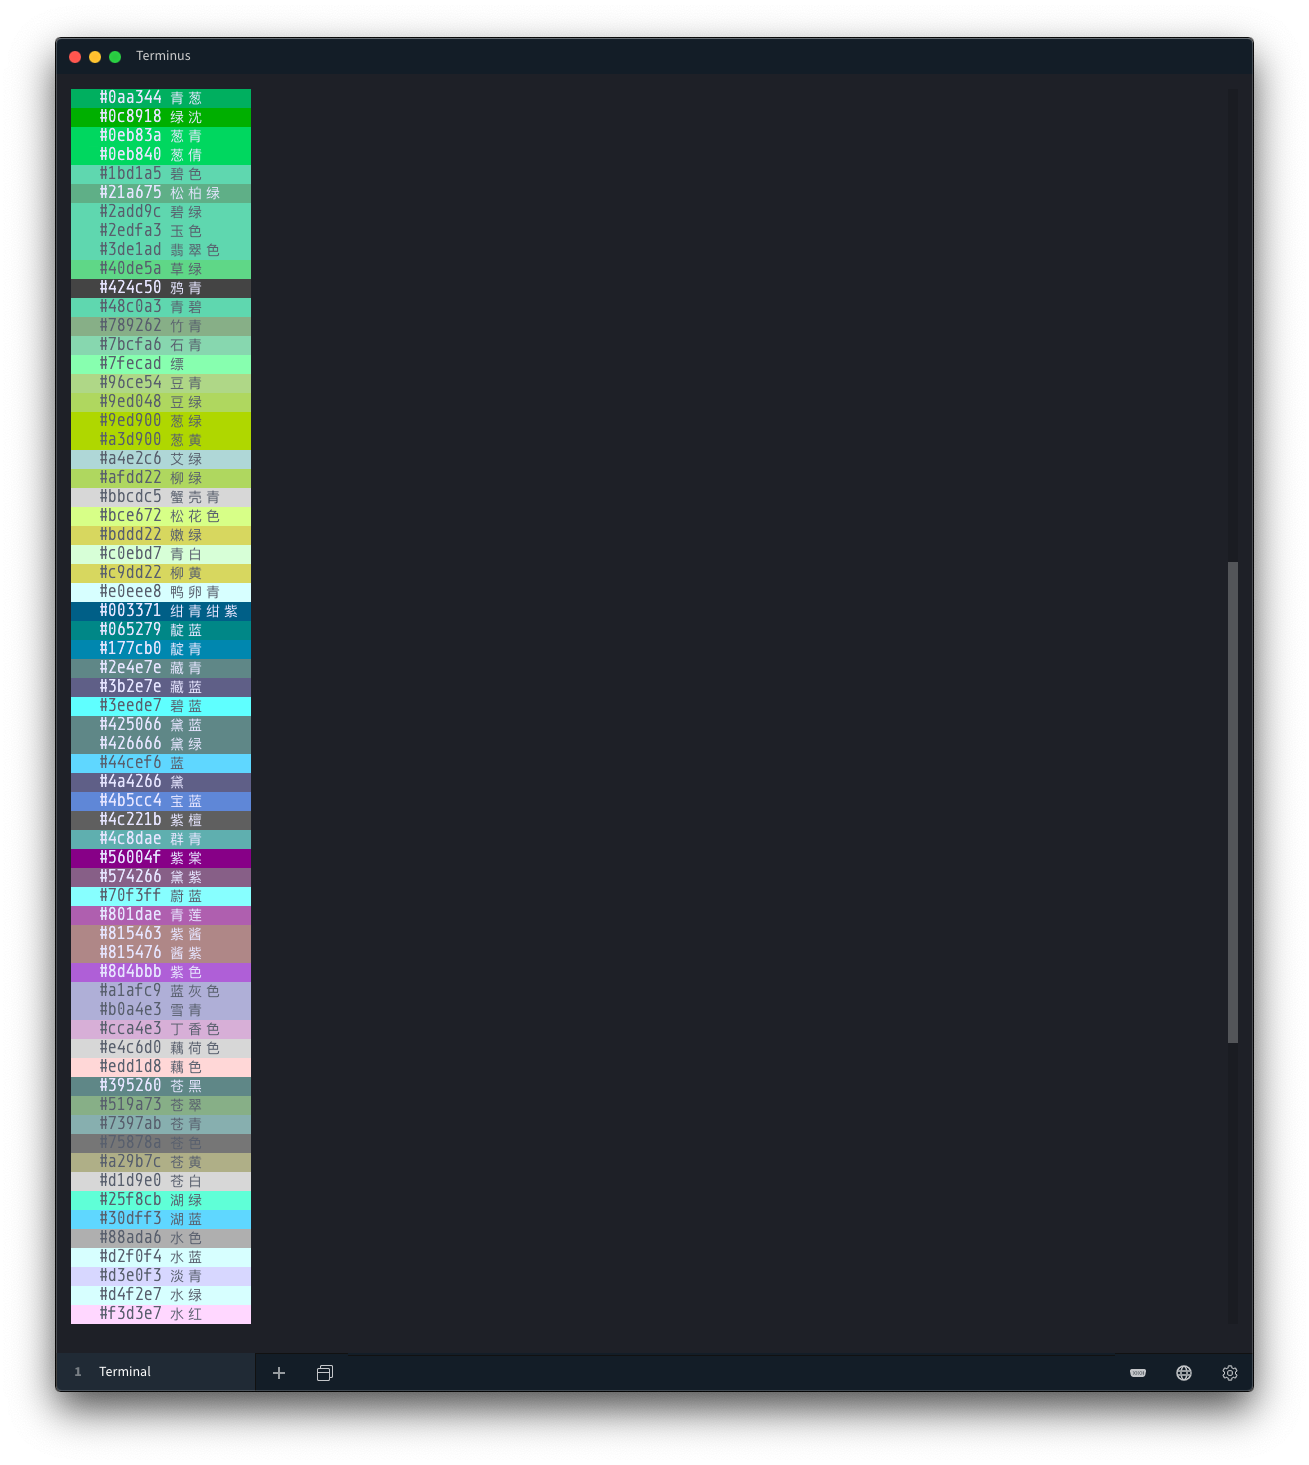 Terminus
#0aa344 青葱
#0c8918 绿沈
#0eb83a 葱青
#0eb840 葱倩
#1bd1a5 碧色
#21a675 松柏绿
#2add9c 碧绿
#2edfa3 玉色
#3de1ad 翡翠色
#40de5a 草绿
#424c50 鸦青
#48c0a3 青碧
#789262 竹青
#7bcfa6 石青
#7fecad 缥
#96ce54 豆青
#9ed048 豆绿
#9ed900 葱绿
#a3d900 葱黄
#a4e2c6 艾绿
#afdd22 柳绿
#bbcdc5 蟹壳青
#bce672 松花色
#bddd22 嫩绿
#c0ebd7 青白
#c9dd22 柳黄
#e0eee8 鸭卵青
#003371 绀青绀紫
#065279 靛蓝
#177cb0 靛青
#2e4e7e 藏青
#3b2e7e 藏蓝
#3eede7 碧蓝
#425066 黛蓝
#426666 黛绿
#44cef6 蓝
#4a4266 黛
#4b5cc4 宝蓝
#4c221b 紫檀
#4c8dae 群青
#56004f 紫棠
#574266 黛紫
#70f3ff 蔚蓝
#801dae 青莲
#815463 紫酱
#815476 酱紫
#8d4bbb 紫色
#a1afc9 蓝灰色
#b0a4e3 雪青
#cca4e3 丁香色
#e4c6d0 藕荷色
#edd1d8 藕色
#395260 苍黑
#519a73 苍翠
#7397ab 苍青
#75878a 苍色
#a29b7c 苍黄
#d1d9e0 苍白
#25f8cb 湖绿
#30dff3 湖蓝
#88ada6 水色
#d2f0f4 水蓝
#d3e0f3 淡青
#d4f2e7 水绿
#f3d3e7 水红
1 Terminal